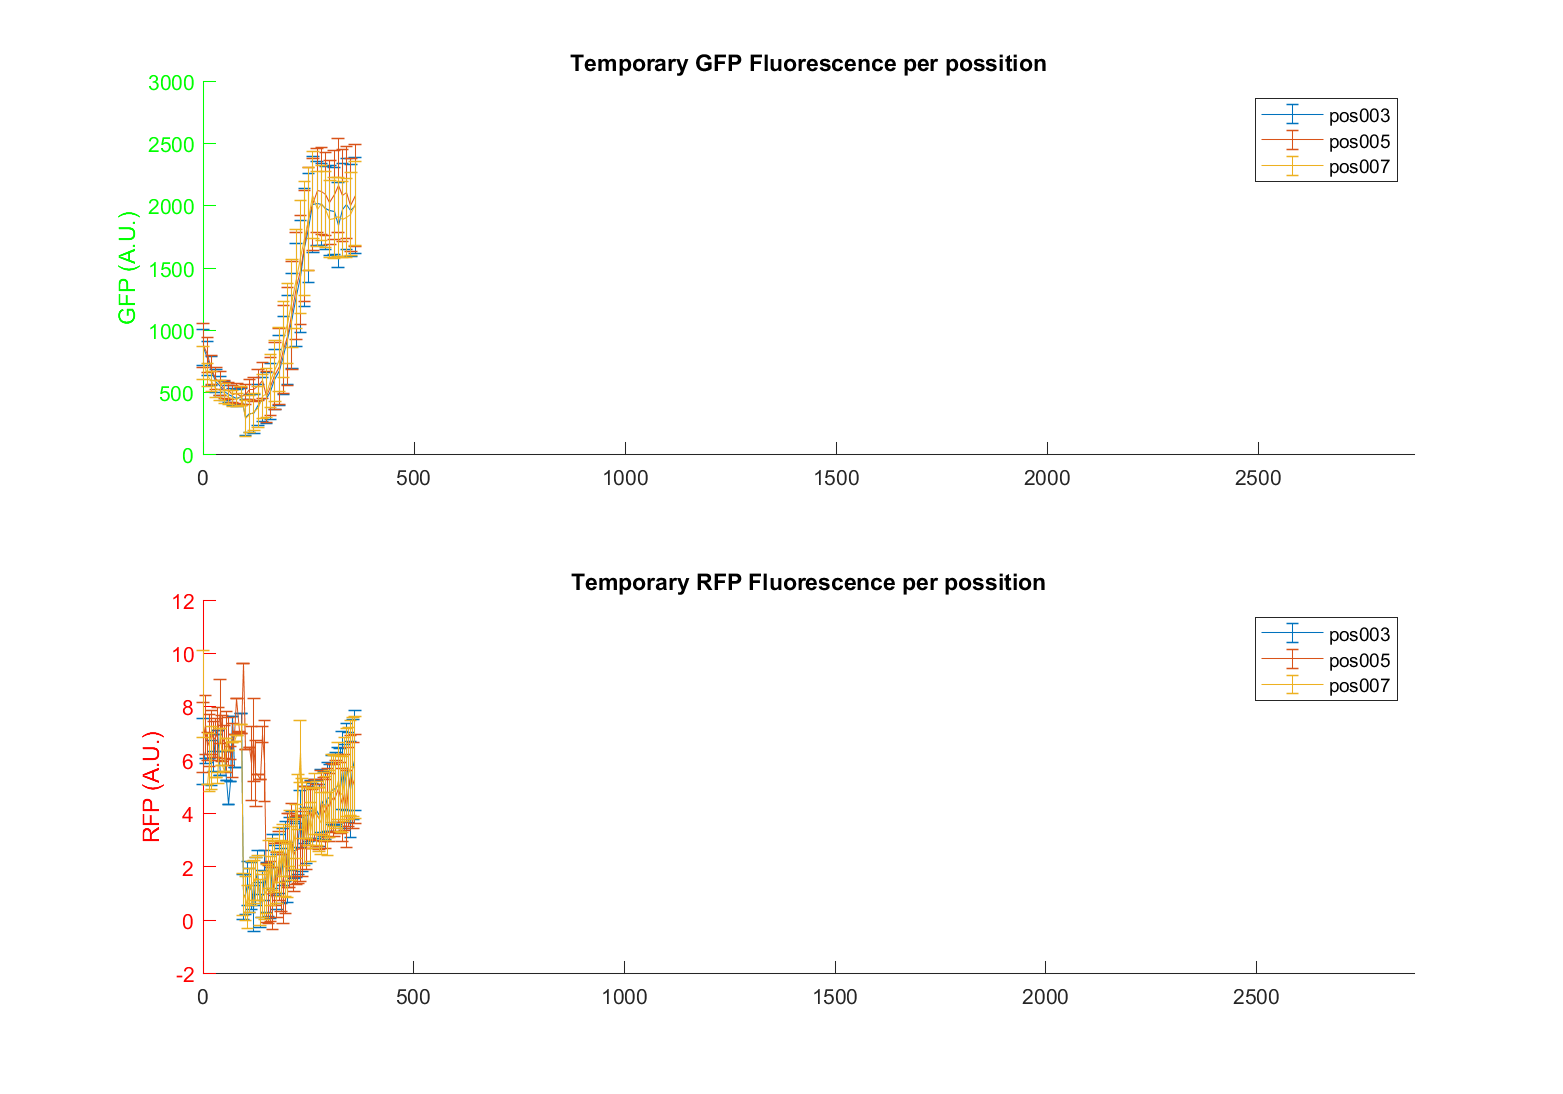 Temporary GFP Fluorescence per possition
3000
2500
2000
1500
1000
500
0
GFP (A.U.)
pos003
pos005
pos007
0 500 1000 1500 2000 2500
Temporary RFP Fluorescence per possition
12
10
8
6
4
2
0
-2
RFP (A.U.)
pos003
pos005
pos007
0 500 1000 1500 2000 2500